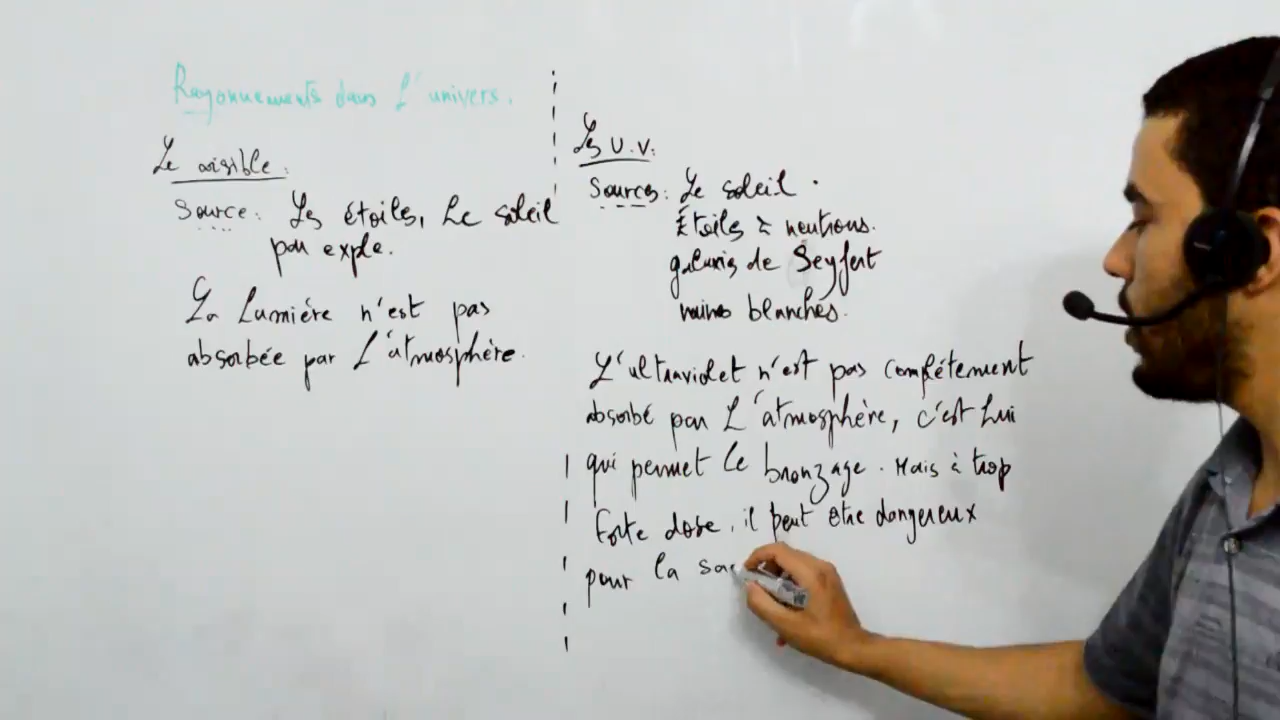 Rayonnements dans L'univers.
Le visible:
Source: Les étoiles, Le soleil
par exple.
La Lumiére n'est pas
absorbée par L'atmosphère.
Les U.V:
Sources: Le soleil.
Étoiles à neutrons.
galaxies de Seyfert
naines blanches.
L'ultraviolet n'est pas complétement
absorbé par L'atmosphère, c'est Lui
qui permet le bronzage. Mais à trop
forte dose, il peut être dangereux
pour la